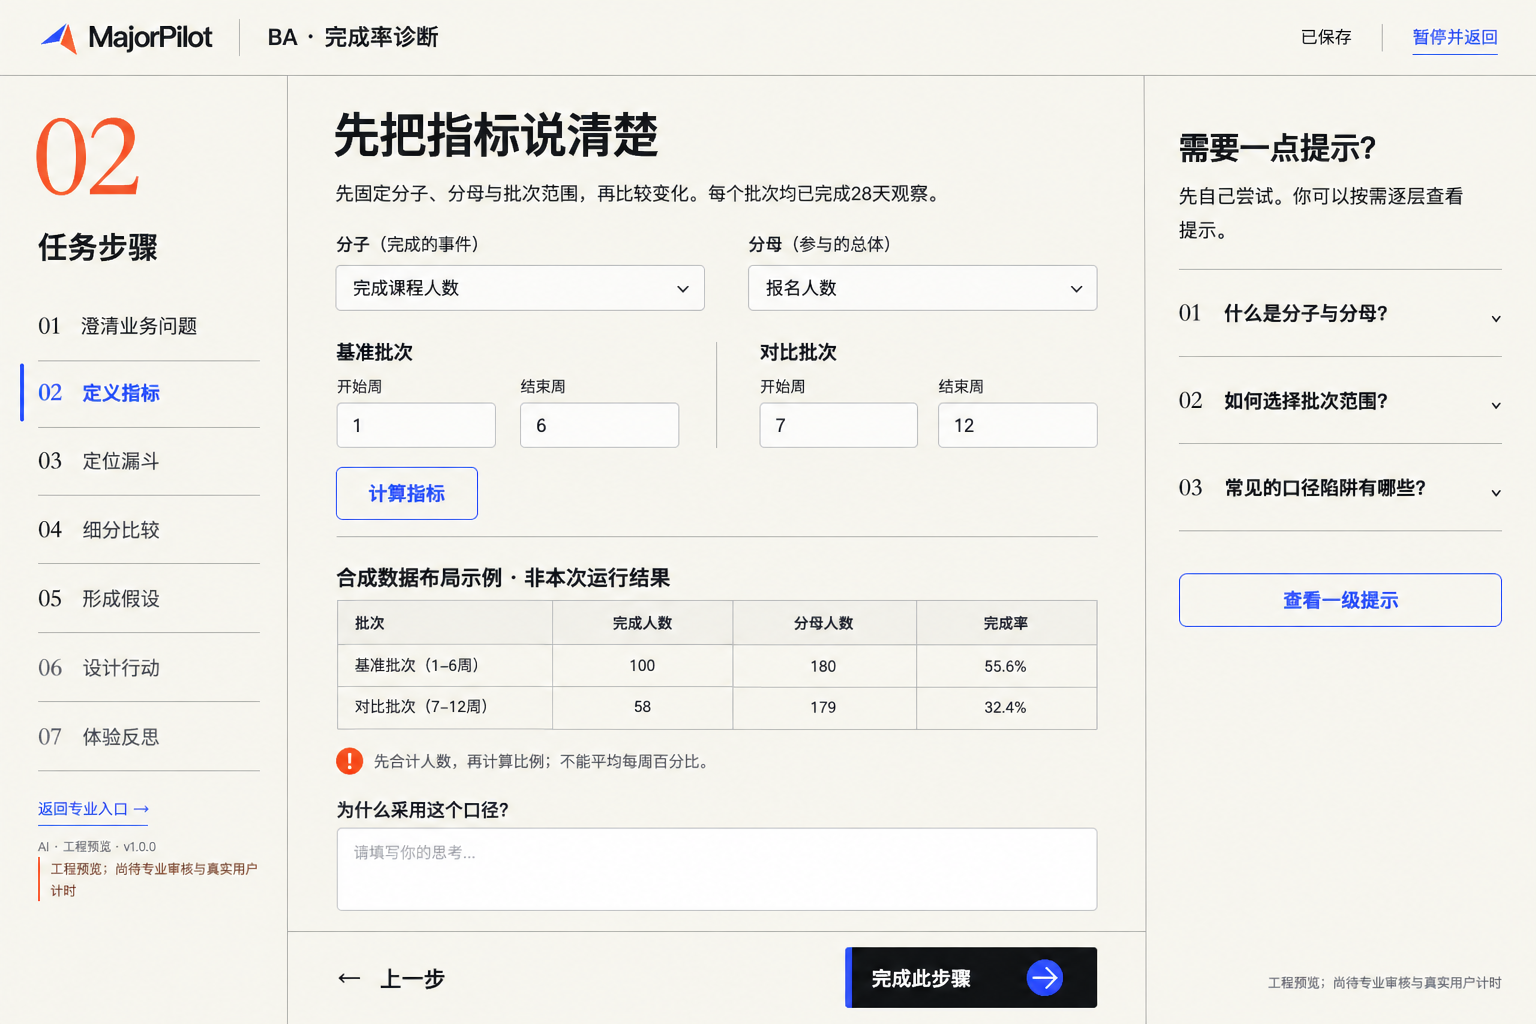 MajorPilot
BA · 完成率诊断
已保存
暂停并返回
02
任务步骤
01 澄清业务问题
02 定义指标
03 定位漏斗
04 细分比较
05 形成假设
06 设计行动
07 体验反思
返回专业入口 →
AI · 工程预览 · v1.0.0
工程预览；尚待专业审核与真实用户
计时
先把指标说清楚
先固定分子、分母与批次范围，再比较变化。每个批次均已完成28天观察。
分子（完成的事件）
分母（参与的总体）
完成课程人数
报名人数
基准批次
对比批次
开始周
结束周
开始周
结束周
1
6
7
12
计算指标
合成数据布局示例 · 非本次运行结果
批次 完成人数 分母人数 完成率
基准批次（1–6周） 100 180 55.6%
对比批次（7–12周） 58 179 32.4%
! 先合计人数，再计算比例；不能平均每周百分比。
为什么采用这个口径？
请填写你的思考...
← 上一步
完成此步骤 →
需要一点提示？
先自己尝试。你可以按需逐层查看
提示。
01 什么是分子与分母？
02 如何选择批次范围？
03 常见的口径陷阱有哪些？
查看一级提示
工程预览；尚待专业审核与真实用户计时